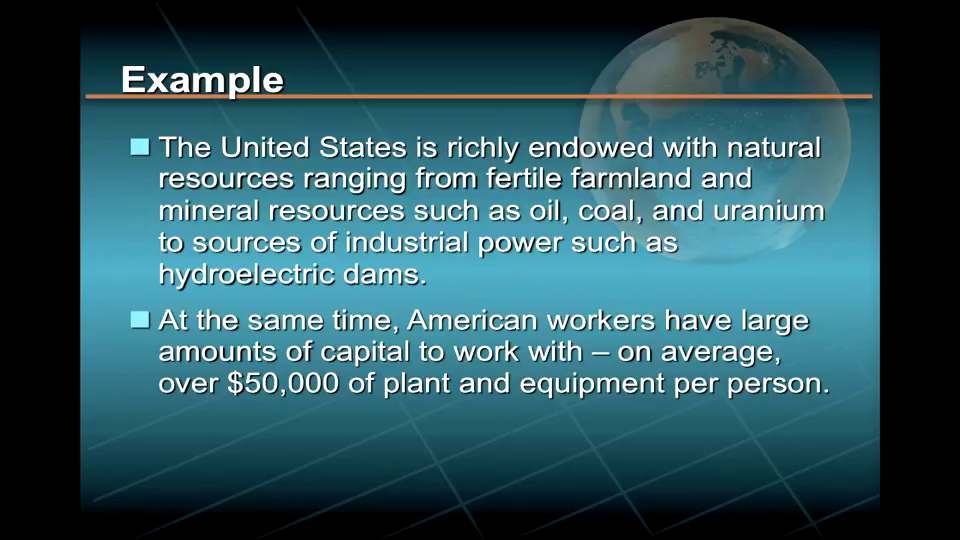 Example
The United States is richly endowed with natural
resources ranging from fertile farmland and
mineral resources such as oil, coal, and uranium
to sources of industrial power such as
hydroelectric dams.
At the same time, American workers have large
amounts of capital to work with – on average,
over $50,000 of plant and equipment per person.